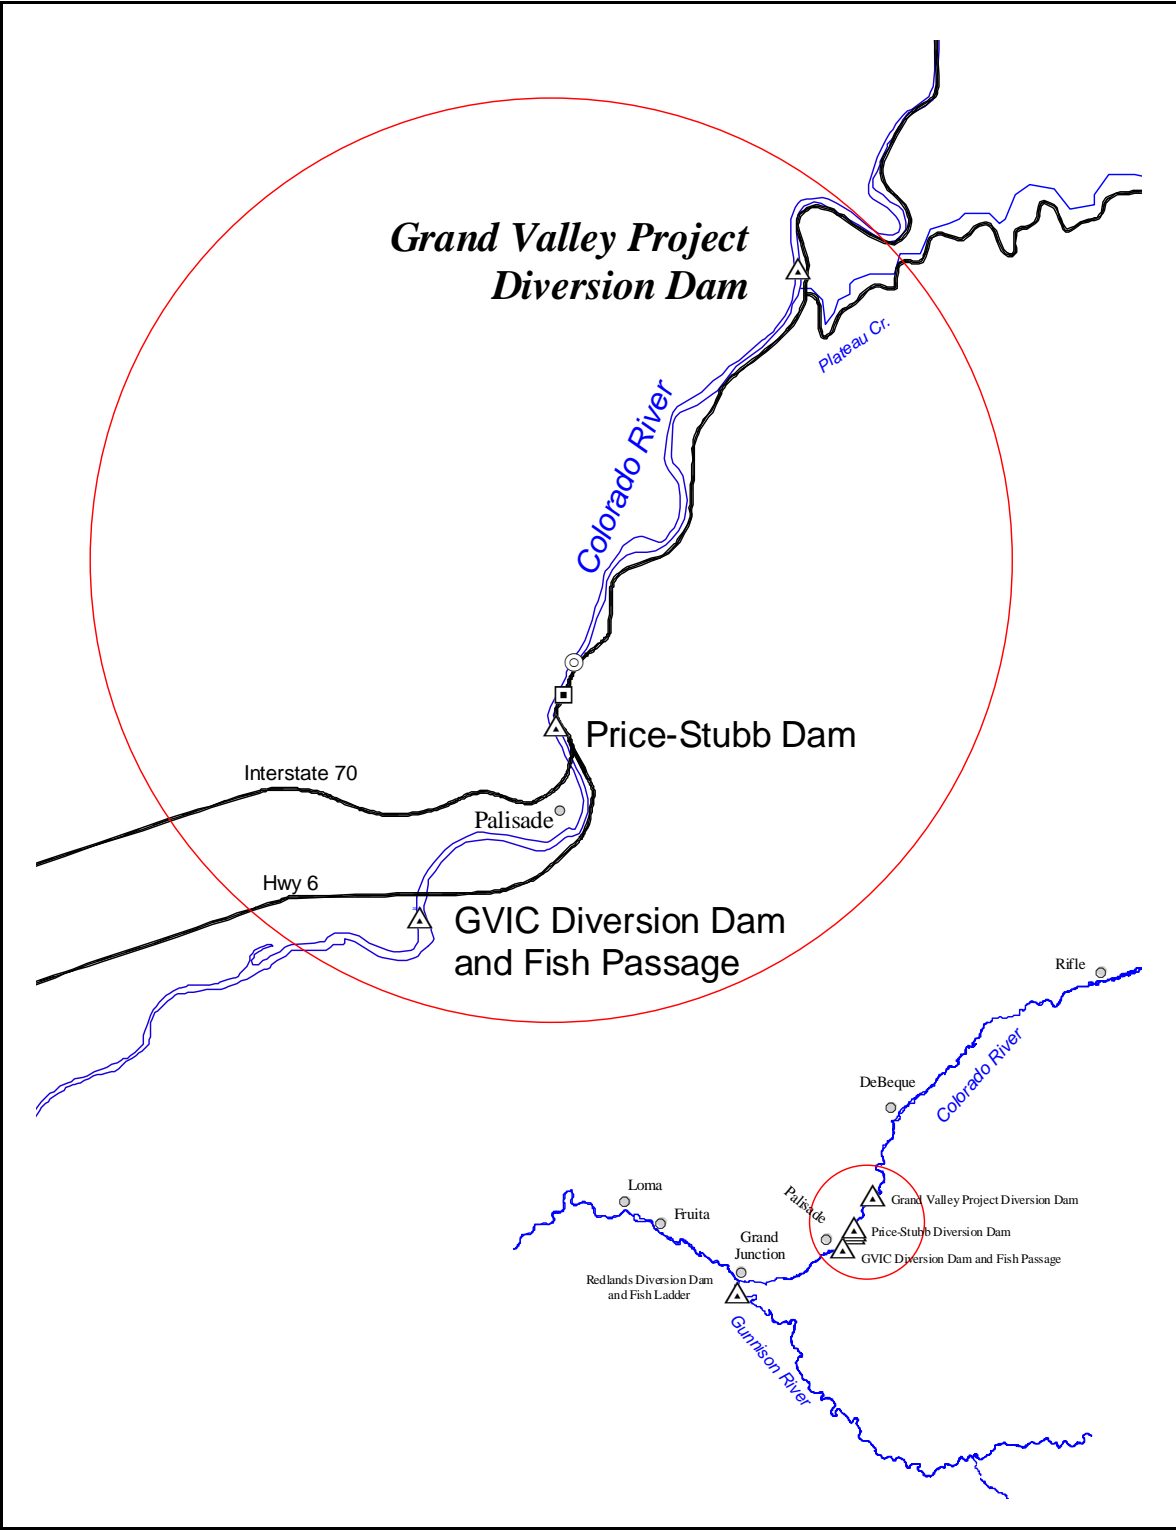 Grand Valley Project
Diversion Dam
Plateau Cr.
Colorado River
Price-Stubb Dam
Interstate 70
Palisade
Hwy 6
GVIC Diversion Dam
and Fish Passage
Rifle
Colorado River
DeBeque
Loma
Palisade
Grand Valley Project Diversion Dam
Fruita
Price-Stubb Diversion Dam
Grand
Junction
GVIC Diversion Dam and Fish Passage
Redlands Diversion Dam
and Fish Ladder
Gunnison River